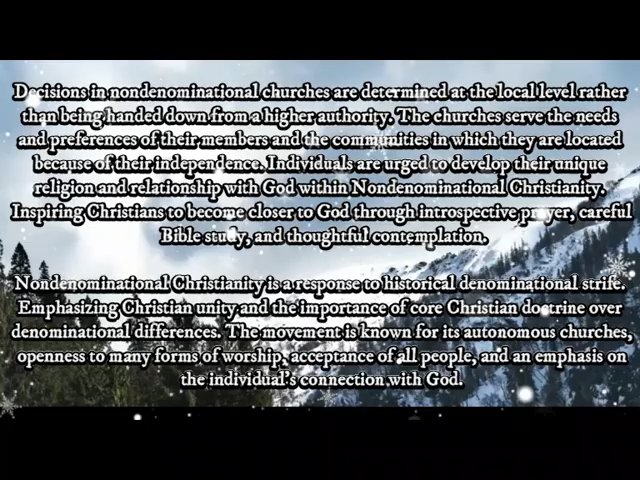 Decisions in nondenominational churches are determined at the local level rather
than being handed down from a higher authority. The churches serve the needs
and preferences of their members and the communities in which they are located
because of their independence. Individuals are urged to develop their unique
religion and relationship with God within Nondenominational Christianity.
Inspiring Christians to become closer to God through introspective prayer, careful
Bible study, and thoughtful contemplation.
Nondenominational Christianity is a response to historical denominational strife.
Emphasizing Christian unity and the importance of core Christian doctrine over
denominational differences. The movement is known for its autonomous churches,
openness to many forms of worship, acceptance of all people, and an emphasis on
the individual's connection with God.